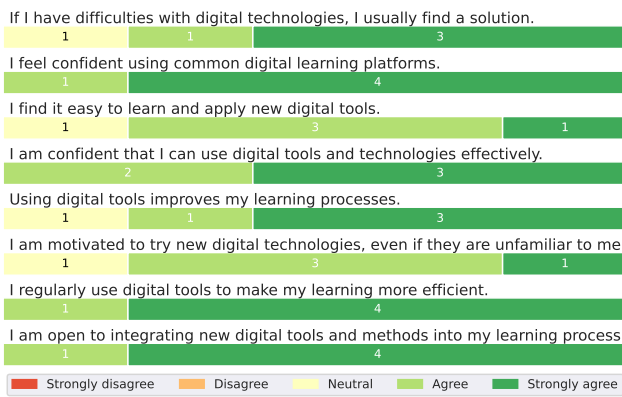 If I have difficulties with digital technologies, I usually find a solution.
1 1 3
I feel confident using common digital learning platforms.
1 4
I find it easy to learn and apply new digital tools.
1 3 1
I am confident that I can use digital tools and technologies effectively.
2 3
Using digital tools improves my learning processes.
1 1 3
I am motivated to try new digital technologies, even if they are unfamiliar to me
1 3 1
I regularly use digital tools to make my learning more efficient.
1 4
I am open to integrating new digital tools and methods into my learning process
1 4
Strongly disagree Disagree Neutral Agree Strongly agree